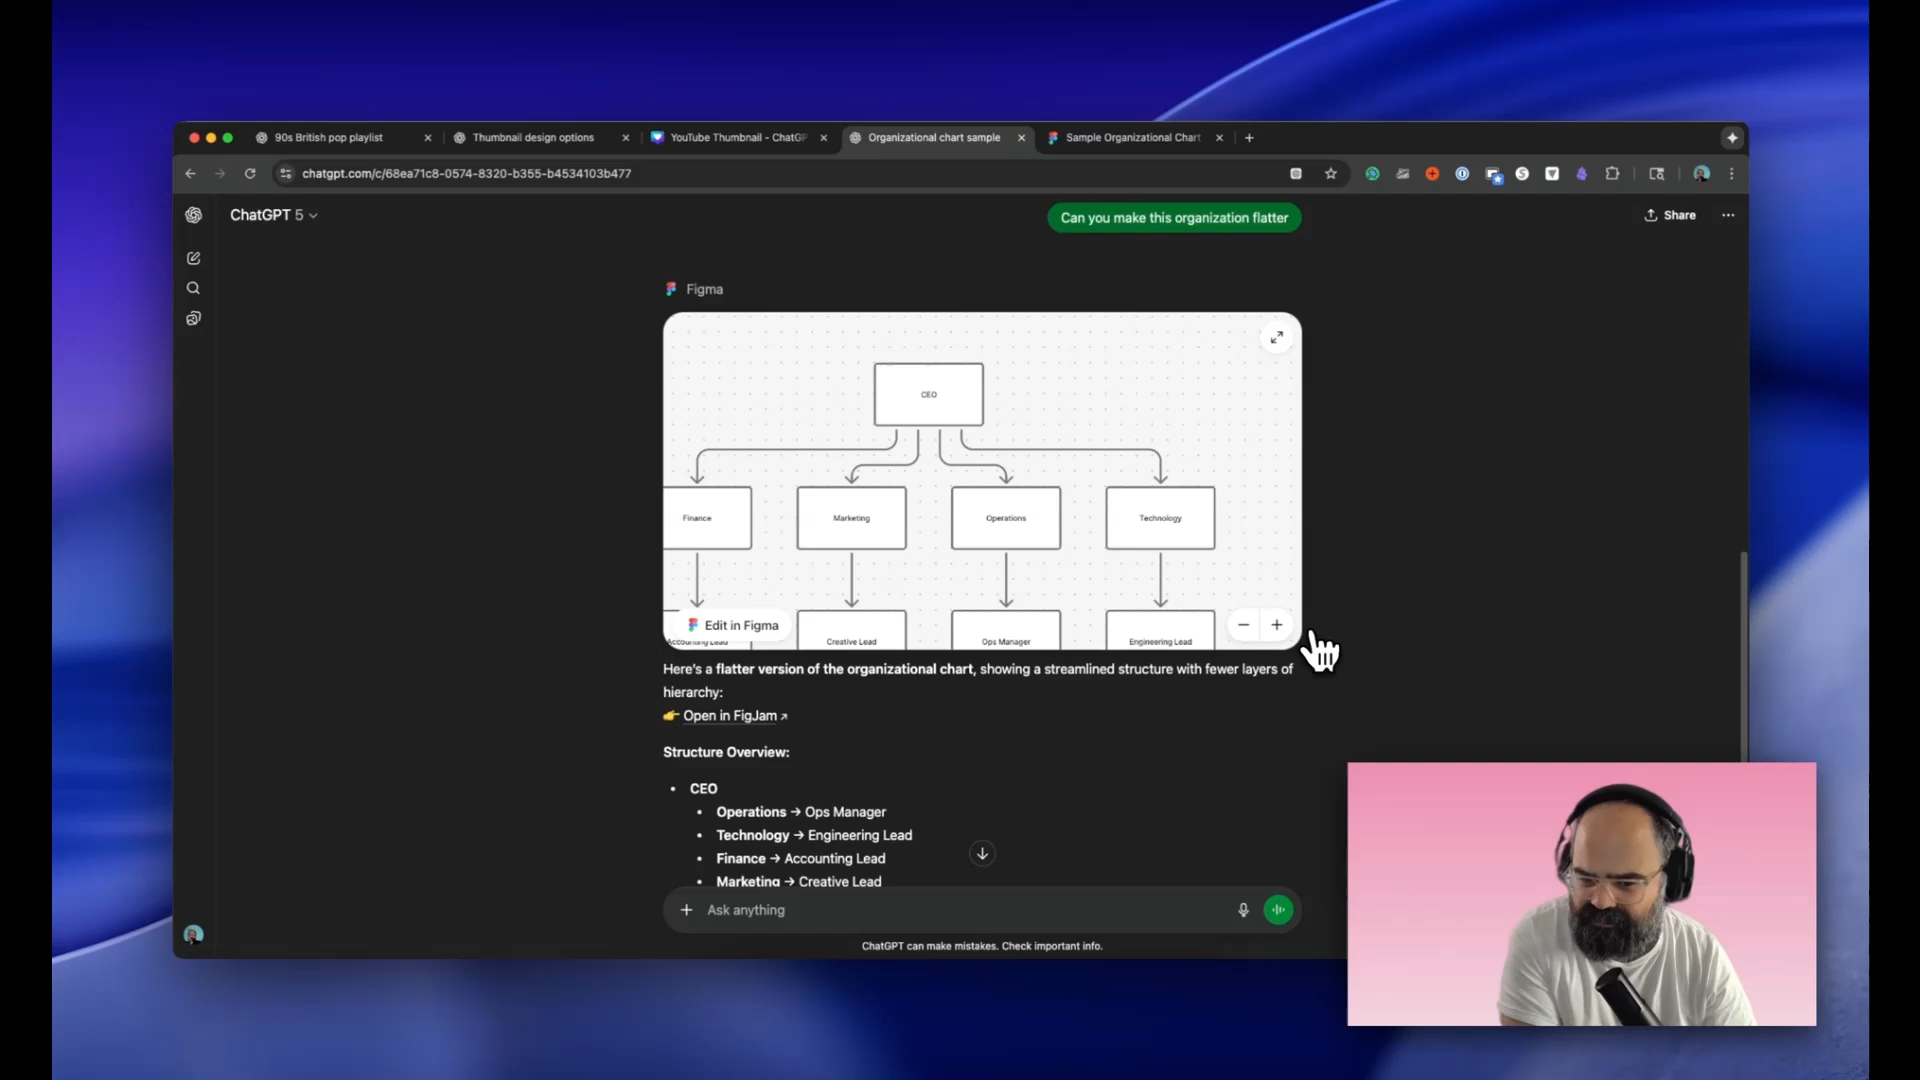 90s British pop playlist
Thumbnail design options
YouTube Thumbnail - ChatGP
Organizational chart sample
Sample Organizational Chart
chatgpt.com/c/68ea71c8-0574-8320-b355-b4534103b477
ChatGPT 5
Can you make this organization flatter
Share
Figma
CEO
Finance
Marketing
Operations
Technology
Edit in Figma
Accounting Lead
Creative Lead
Ops Manager
Engineering Lead
Here's a flatter version of the organizational chart, showing a streamlined structure with fewer layers of
hierarchy:
👉 Open in FigJam ↗
Structure Overview:
• CEO
• Operations → Ops Manager
• Technology → Engineering Lead
• Finance → Accounting Lead
• Marketing → Creative Lead
Ask anything
ChatGPT can make mistakes. Check important info.